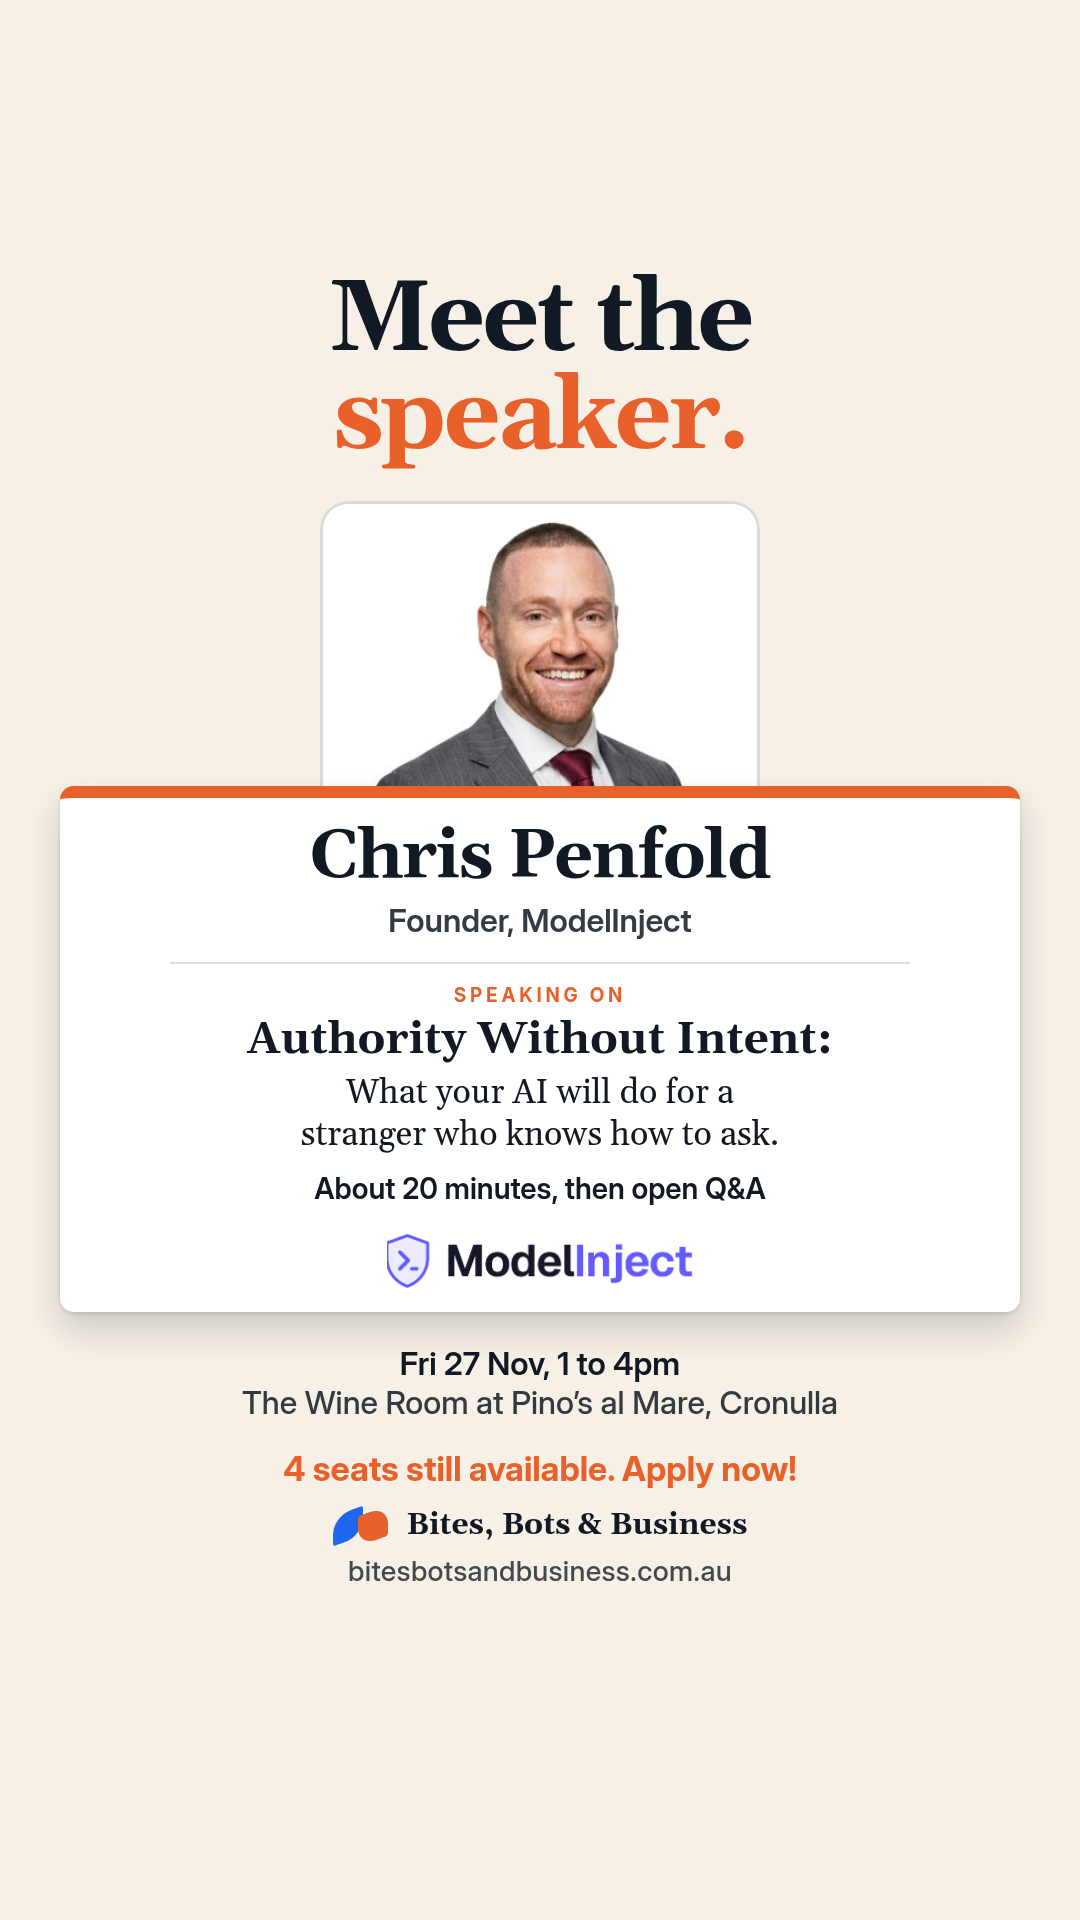 Meet the
speaker.
Chris Penfold
Founder, ModelInject
SPEAKING ON
Authority Without Intent:
What your AI will do for a
stranger who knows how to ask.
About 20 minutes, then open Q&A
ModelInject
Fri 27 Nov, 1 to 4pm
The Wine Room at Pino’s al Mare, Cronulla
4 seats still available. Apply now!
Bites, Bots & Business
bitesbotsandbusiness.com.au